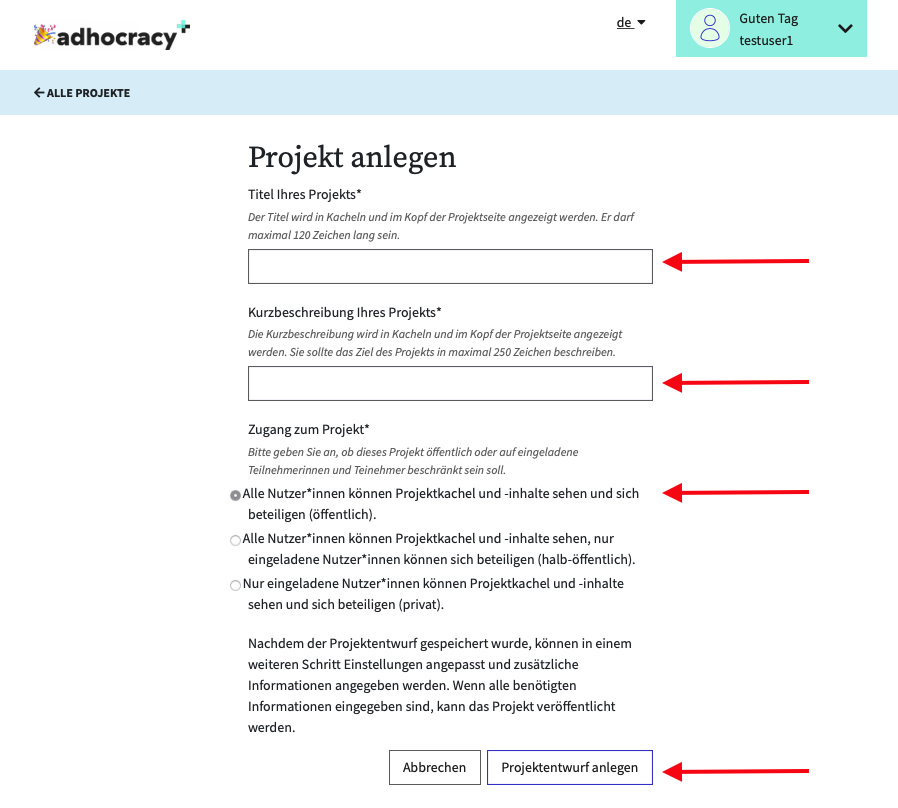 adhocracy+
de
Guten Tag
testuser1
ALLE PROJEKTE
Projekt anlegen
Titel Ihres Projekts*
Der Titel wird in Kacheln und im Kopf der Projektseite angezeigt werden. Er darf
maximal 120 Zeichen lang sein.
Kurzbeschreibung Ihres Projekts*
Die Kurzbeschreibung wird in Kacheln und im Kopf der Projektseite angezeigt
werden. Sie sollte das Ziel des Projekts in maximal 250 Zeichen beschreiben.
Zugang zum Projekt*
Bitte geben Sie an, ob dieses Projekt öffentlich oder auf eingeladene
Teilnehmerinnen und Teinehmer beschränkt sein soll.
Alle Nutzer*innen können Projektkachel und -inhalte sehen und sich
beteiligen (öffentlich).
Alle Nutzer*innen können Projektkachel und -inhalte sehen, nur
eingeladene Nutzer*innen können sich beteiligen (halb-öffentlich).
Nur eingeladene Nutzer*innen können Projektkachel und -inhalte
sehen und sich beteiligen (privat).
Nachdem der Projektentwurf gespeichert wurde, können in einem
weiteren Schritt Einstellungen angepasst und zusätzliche
Informationen angegeben werden. Wenn alle benötigten
Informationen eingegeben sind, kann das Projekt veröffentlicht
werden.
Abbrechen
Projektentwurf anlegen